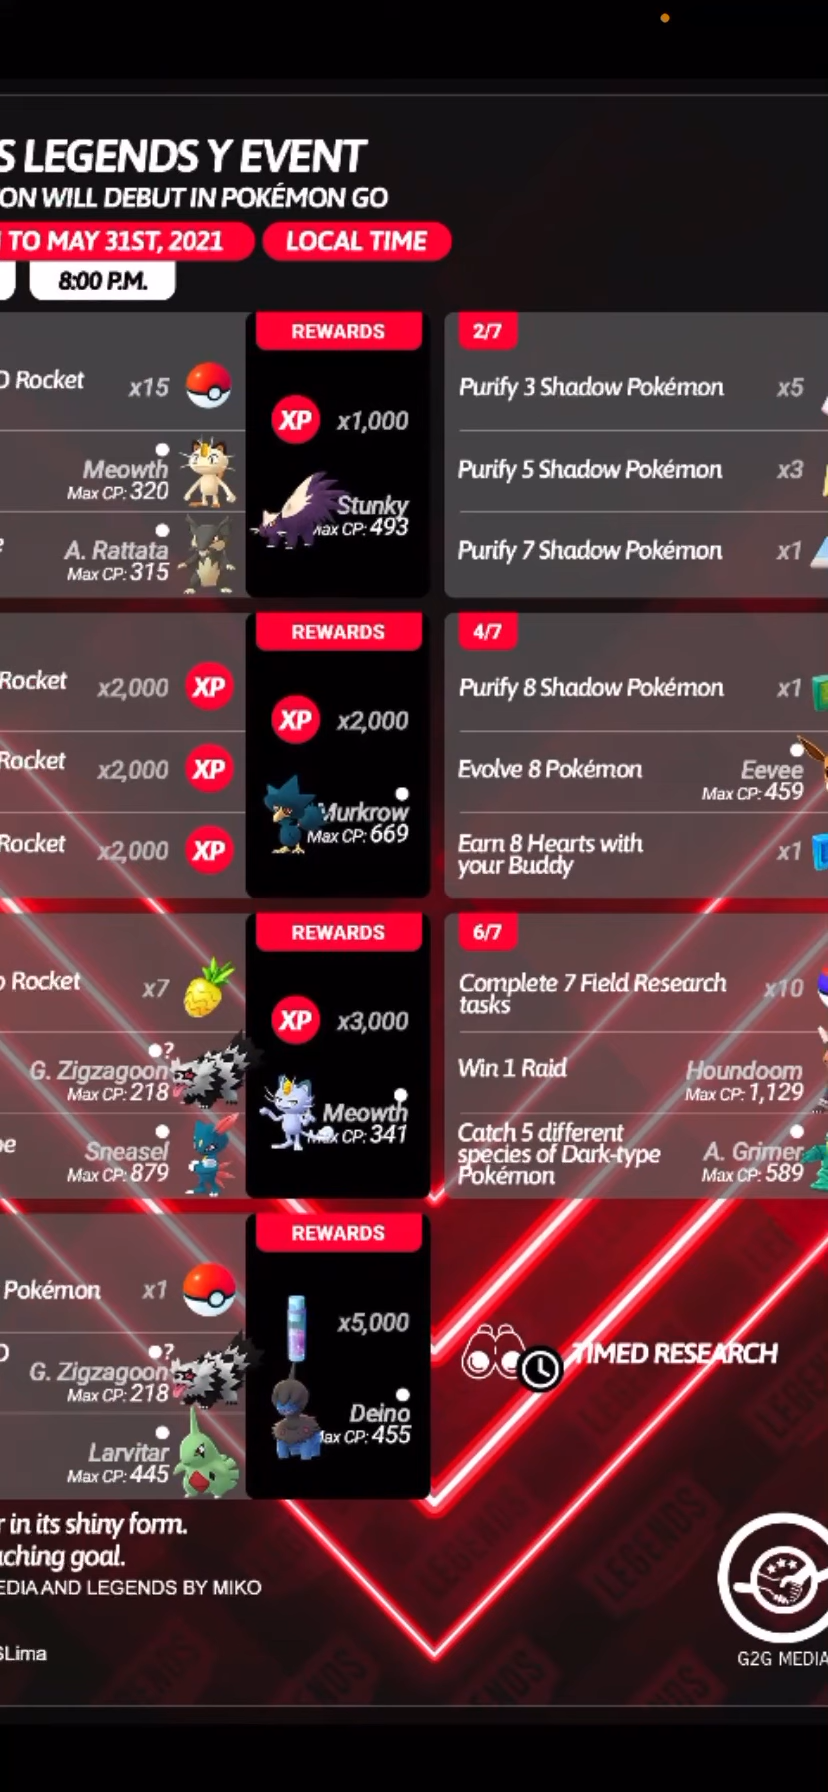 S LEGENDS Y EVENT
ON WILL DEBUT IN POKÉMON GO
TO MAY 31ST, 2021
LOCAL TIME
8:00 P.M.
Rocket x15
Meowth
Max CP: 320
A. Rattata
Max CP: 315
REWARDS
XP x1,000
Stunky
Max CP: 493
2/7
Purify 3 Shadow Pokémon x5
Purify 5 Shadow Pokémon x3
Purify 7 Shadow Pokémon x1
Rocket x2,000 XP
Rocket x2,000 XP
Rocket x2,000 XP
REWARDS
XP x2,000
Murkrow
Max CP: 669
4/7
Purify 8 Shadow Pokémon x1
Evolve 8 Pokémon
Eevee
Max CP: 459
Earn 8 Hearts with
your Buddy
x1
Rocket x7
?
G. Zigzagoon
Max CP: 218
Sneasel
Max CP: 879
REWARDS
XP x3,000
Meowth
Max CP: 341
6/7
Complete 7 Field Research
tasks
x10
Win 1 Raid
Houndoom
Max CP: 1,129
Catch 5 different
species of Dark-type
Pokémon
A. Grimer
Max CP: 589
Pokémon x1
?
G. Zigzagoon
Max CP: 218
Larvitar
Max CP: 445
REWARDS
x5,000
Deino
Max CP: 455
TIMED RESEARCH
r in its shiny form.
aching goal.
EDIA AND LEGENDS BY MIKO
SLima
G2G MEDIA
LEGENDS
LEGENDS
LEGENDS